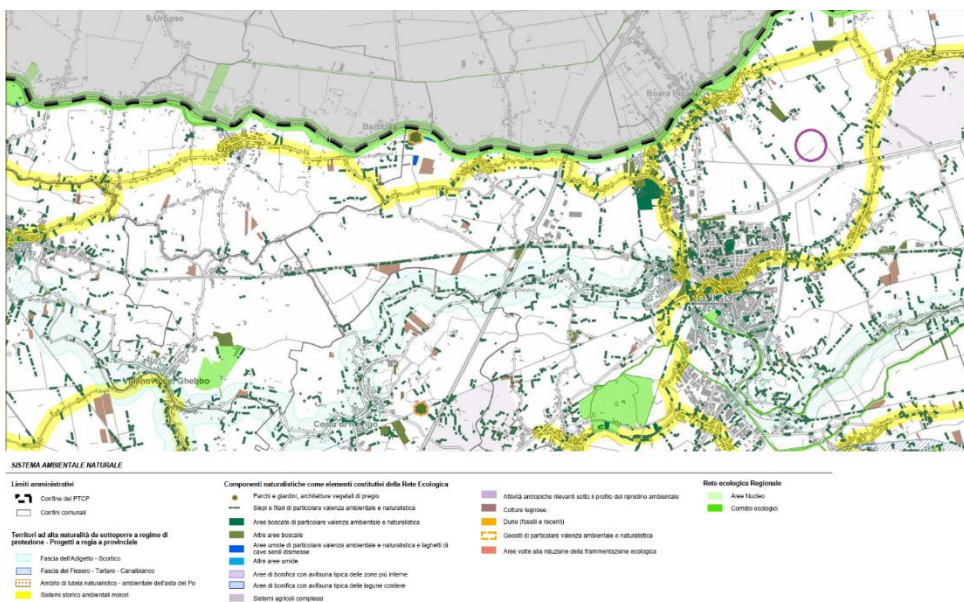 S.Urbano
Boara Pisani
Barbona
Villanova del Ghebbo
Costa di Rovigo
SISTEMA AMBIENTALE NATURALE
Limiti amministrativi
Confine del PTCP
Confini comunali
Territori ad alta naturalità da sottoporre a regime di
protezione - Progetti a regia a provinciale
Fascia dell'Adigetto - Scortico
Fascia del Fissero - Tartaro - Canalbianco
Ambito di tutela naturalistico - ambientale dell'asta del Po
Sistemi storico ambientali minori
Componenti naturalistiche come elementi costitutivi della Rete Ecologica
Parchi e giardini, architetture vegetali di pregio
Siepi e filari di particolare valenza ambientale e naturalistica
Aree boscate di particolare valenza ambientale e naturalistica
Altre aree boscate
Aree umide di particolare valenza ambientale e naturalistica e laghetti di
cave senili dismesse
Altre aree umide
Aree di bonifica con avifauna tipica delle zone più interne
Aree di bonifica con avifauna tipica delle lagune costiere
Sistemi agricoli complessi
Attività antropiche rilevanti sotto il profilo del ripristino ambientale
Colture legnose
Dune (fossili e recenti)
Geositi di particolare valenza ambientale e naturalistica
Aree volte alla riduzione della frammentazione ecologica
Rete ecologica Regionale
Aree Nucleo
Corridoi ecologici